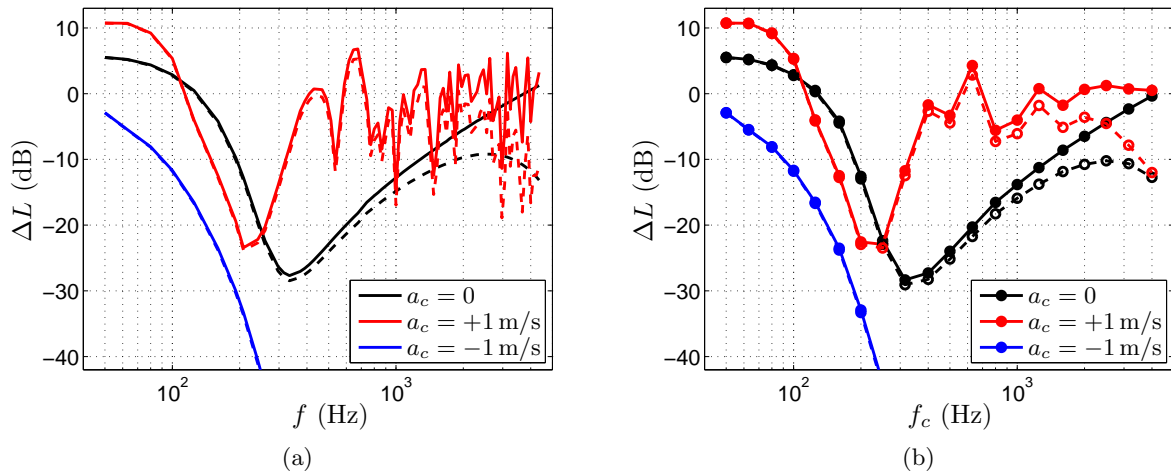 10
0
−10
−20
−30
−40
ΔL (dB)
10²
10³
f (Hz)
a_c = 0
a_c = +1 m/s
a_c = −1 m/s
(a)
10
0
−10
−20
−30
−40
ΔL (dB)
10²
10³
f_c (Hz)
a_c = 0
a_c = +1 m/s
a_c = −1 m/s
(b)